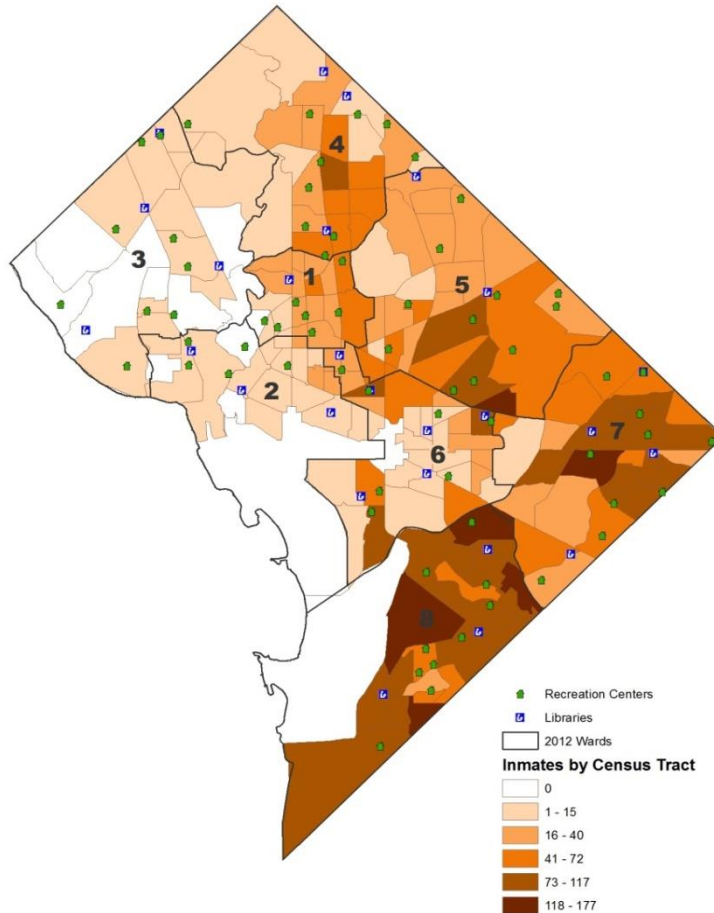 4
3
1
5
2
7
6
8
Recreation Centers
Libraries
2012 Wards
Inmates by Census Tract
0
1 - 15
16 - 40
41 - 72
73 - 117
118 - 177